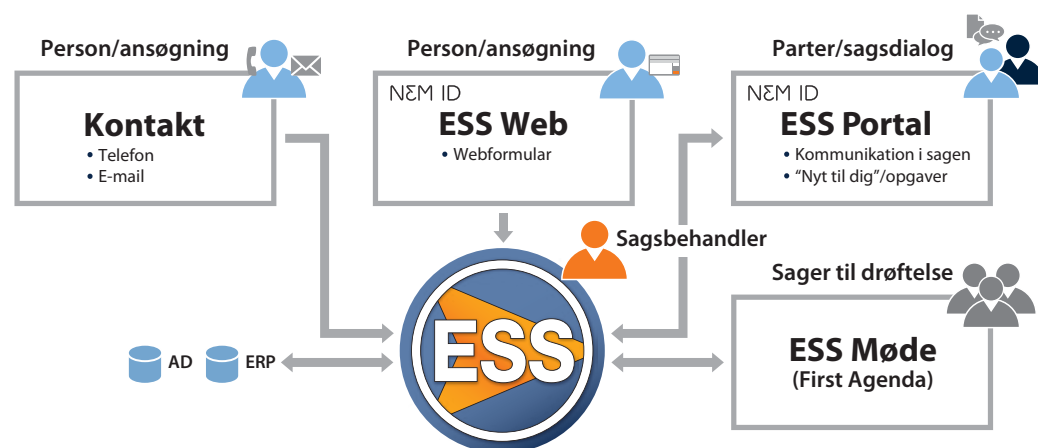 Person/ansøgning
Kontakt
• Telefon
• E-mail
Person/ansøgning
NEM ID
ESS Web
• Webformular
Parter/sagsdialog
NEM ID
ESS Portal
• Kommunikation i sagen
• "Nyt til dig"/opgaver
Sagsbehandler
ESS
AD
ERP
Sager til drøftelse
ESS Møde
(First Agenda)